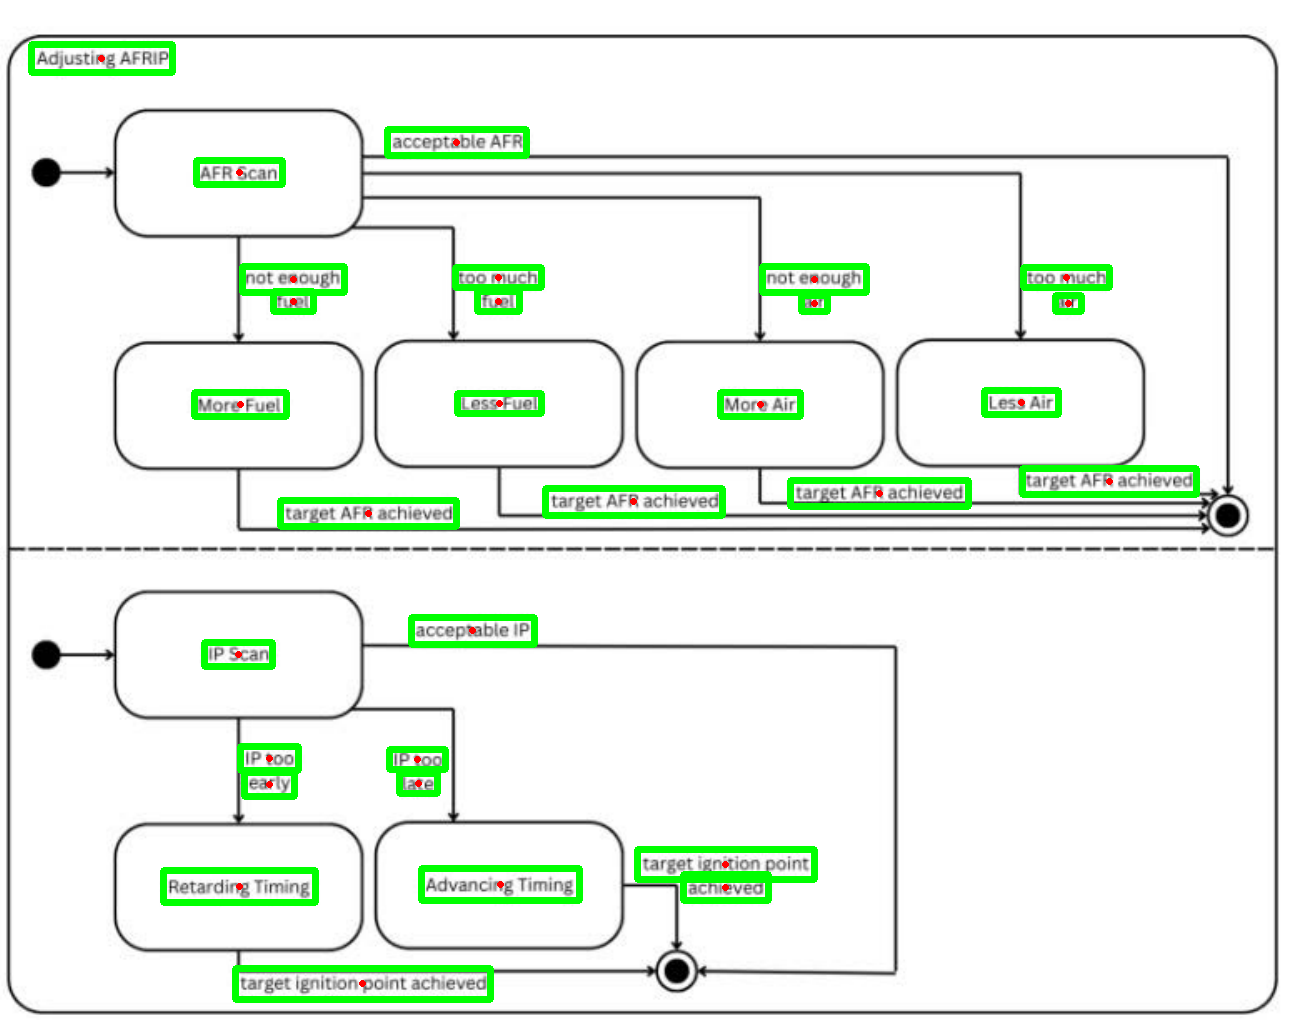 Adjusting AFRIP
acceptable AFR
AFR Scan
not enough
fuel
too much
fuel
not enough
air
too much
air
More Fuel
Less Fuel
More Air
Less Air
target AFR achieved
target AFR achieved
target AFR achieved
target AFR achieved
acceptable IP
IP Scan
IP too
early
IP too
late
Retarding Timing
Advancing Timing
target ignition point
achieved
target ignition point achieved